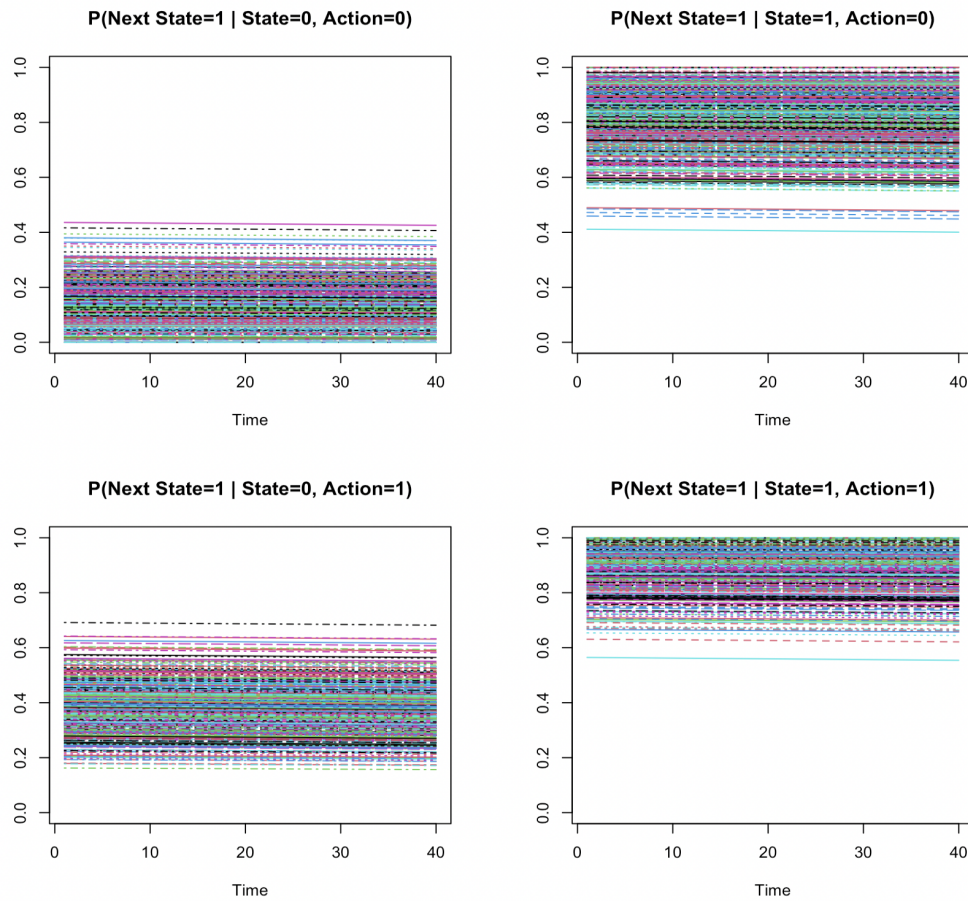 P(Next State=1 | State=0, Action=0)
1.0
0.8
0.6
0.4
0.2
0.0
0 10 20 30 40
Time
P(Next State=1 | State=1, Action=0)
1.0
0.8
0.6
0.4
0.2
0.0
0 10 20 30 40
Time
P(Next State=1 | State=0, Action=1)
1.0
0.8
0.6
0.4
0.2
0.0
0 10 20 30 40
Time
P(Next State=1 | State=1, Action=1)
1.0
0.8
0.6
0.4
0.2
0.0
0 10 20 30 40
Time